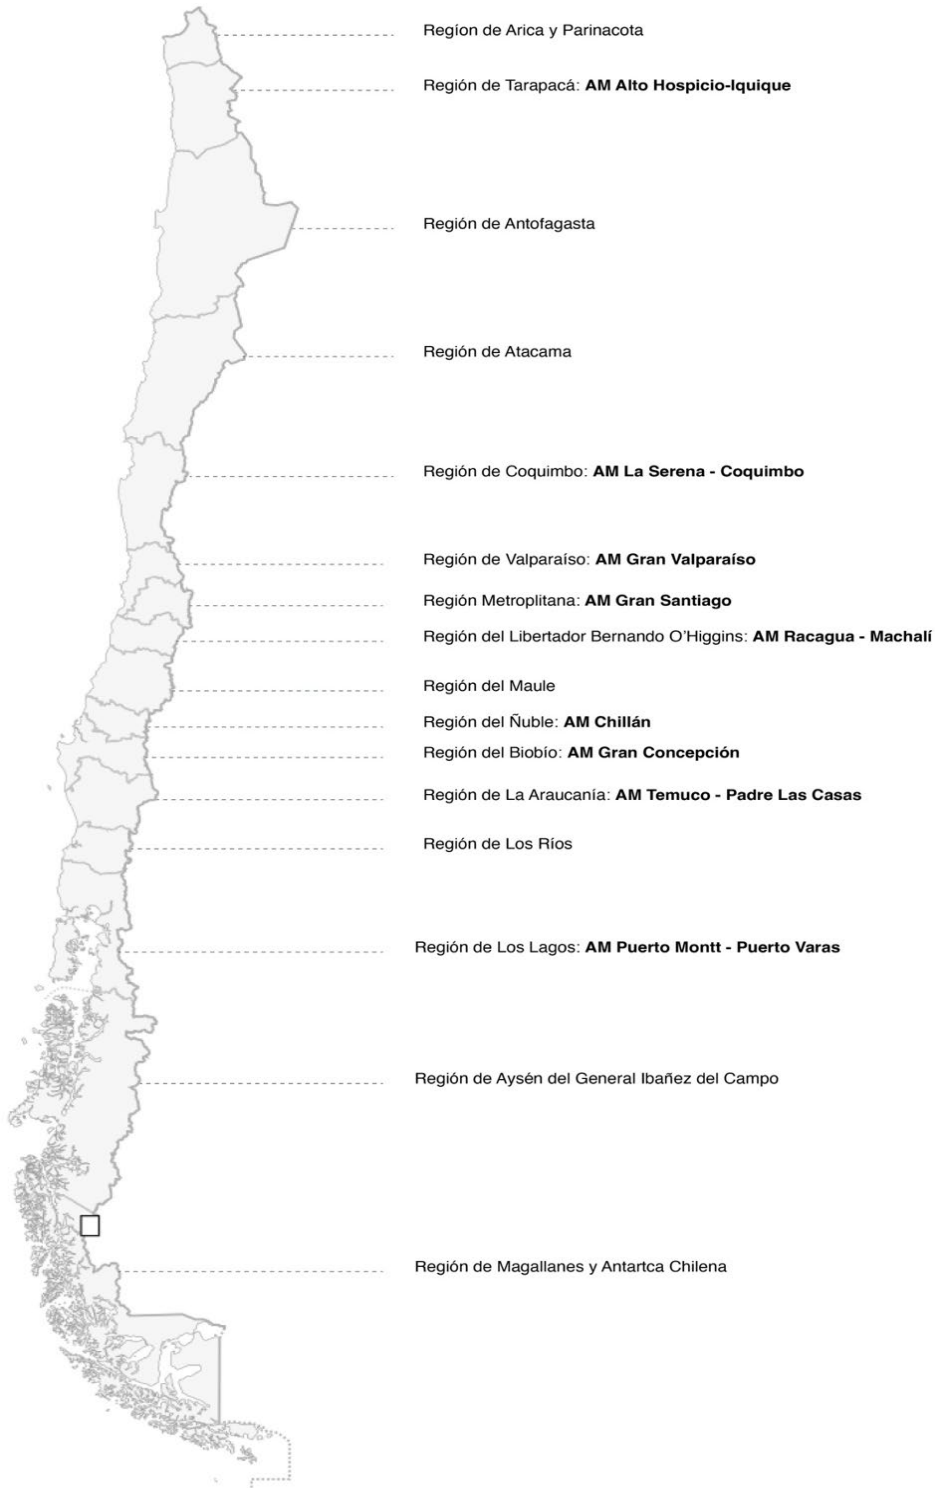 Regíon de Arica y Parinacota
Región de Tarapacá: AM Alto Hospicio-Iquique
Región de Antofagasta
Región de Atacama
Región de Coquimbo: AM La Serena - Coquimbo
Región de Valparaíso: AM Gran Valparaíso
Región Metroplitana: AM Gran Santiago
Región del Libertador Bernando O’Higgins: AM Racagua - Machalí
Región del Maule
Región del Ñuble: AM Chillán
Región del Biobío: AM Gran Concepción
Región de La Araucanía: AM Temuco - Padre Las Casas
Región de Los Ríos
Región de Los Lagos: AM Puerto Montt - Puerto Varas
Región de Aysén del General Ibañez del Campo
Región de Magallanes y Antartca Chilena